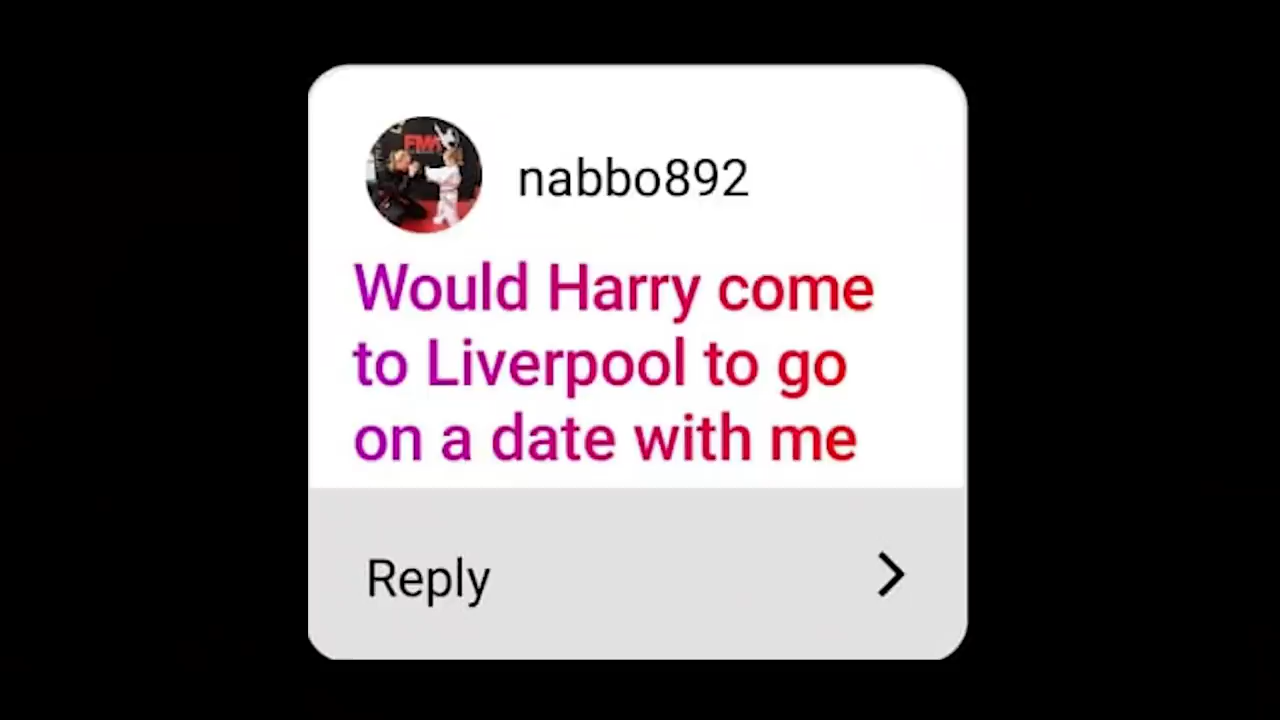 nabbo892
Would Harry come
to Liverpool to go
on a date with me
Reply